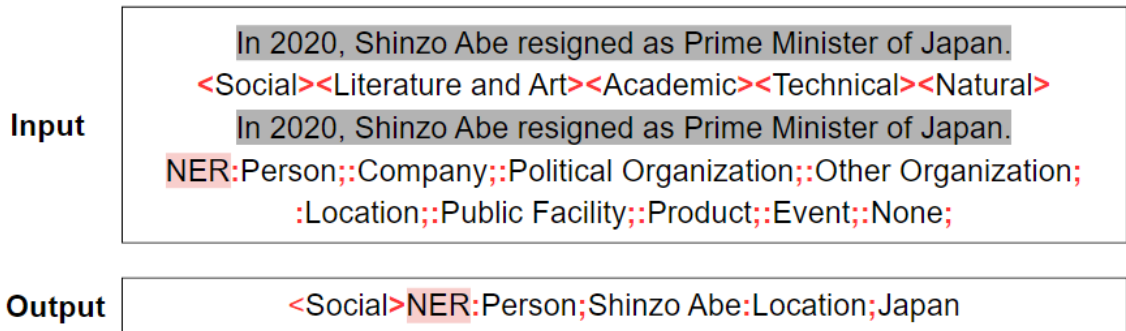 In 2020, Shinzo Abe resigned as Prime Minister of Japan.
<Social><Literature and Art><Academic><Technical><Natural>
Input
In 2020, Shinzo Abe resigned as Prime Minister of Japan.
NER:Person;:Company;:Political Organization;:Other Organization;
:Location;:Public Facility;:Product;:Event;:None;
Output
<Social>NER:Person;Shinzo Abe:Location;Japan